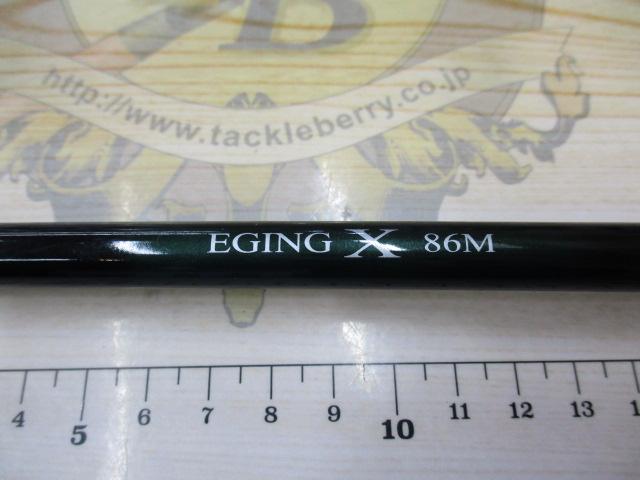 B
http://www.tackleberry.co.jp
EGING X 86M
4 5 6 7 8 9 10 11 12 13